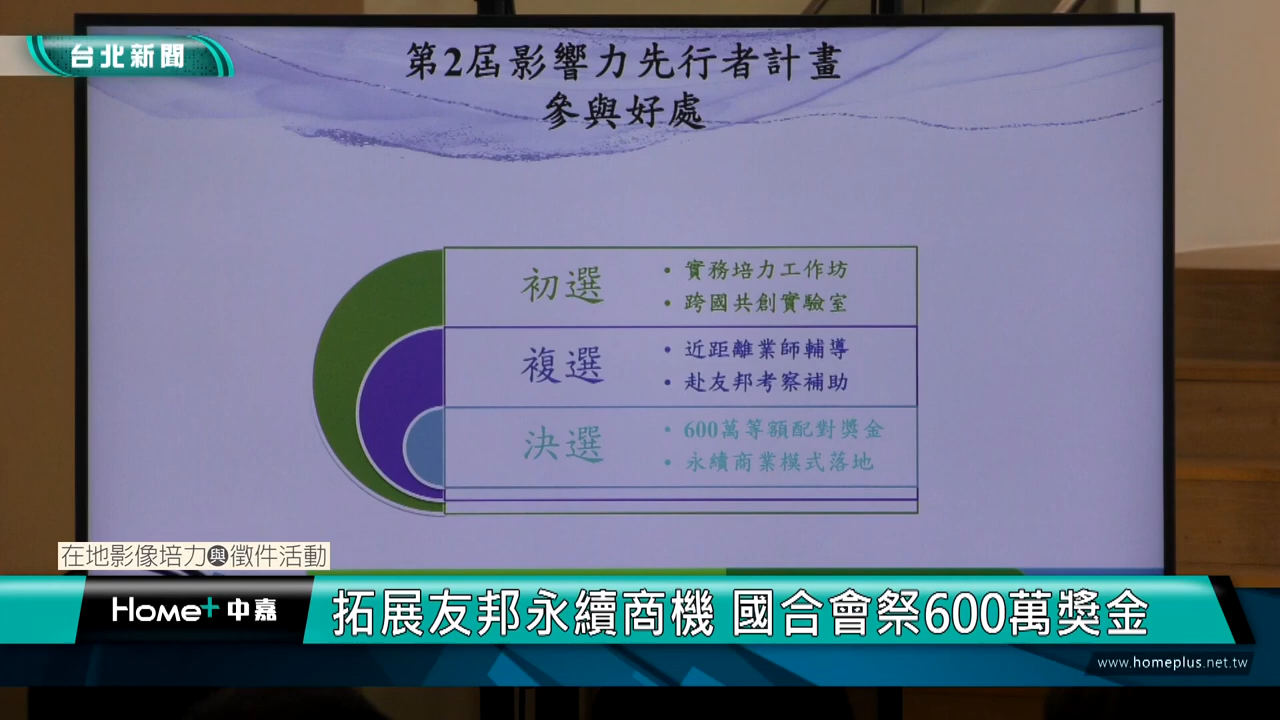 台北新聞
第2屆影響力先行者計畫
參與好處
初選
• 實務培力工作坊
• 跨國共創實驗室
複選
• 近距離業師輔導
• 赴友邦考察補助
決選
• 600萬等額配對獎金
• 永續商業模式落地
在地影像培力與徵件活動
Home+中嘉
拓展友邦永續商機 國合會祭600萬獎金
www.homeplus.net.tw